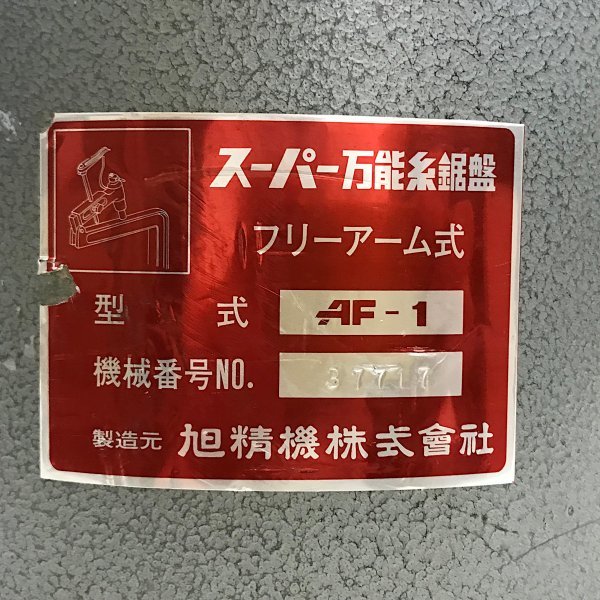 スーパー万能糸鋸盤
フリーアーム式
型 式 AF-1
機械番号NO. 37717
製造元 旭精機株式會社